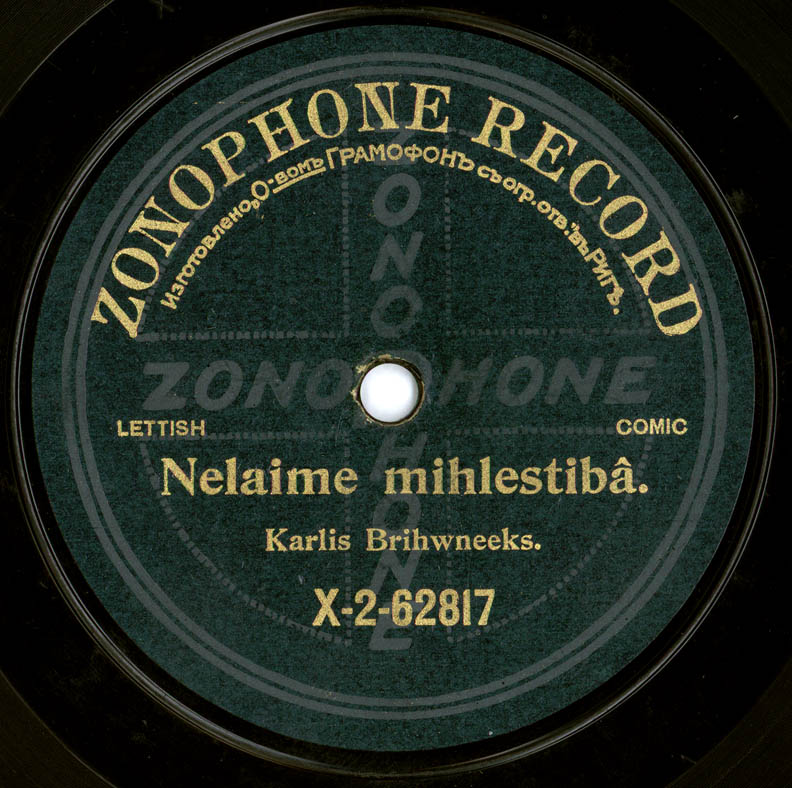 ZONOPHONE RECORD
Изготовлено „О-вомъ ГРАМОФОНЪ съ огр. отв." въ Ригѣ.
ZONOPHONE
ZONOPHONE
LETTISH
COMIC
Nelaime mihlestibâ.
Karlis Brihwneeks.
X-2-62817